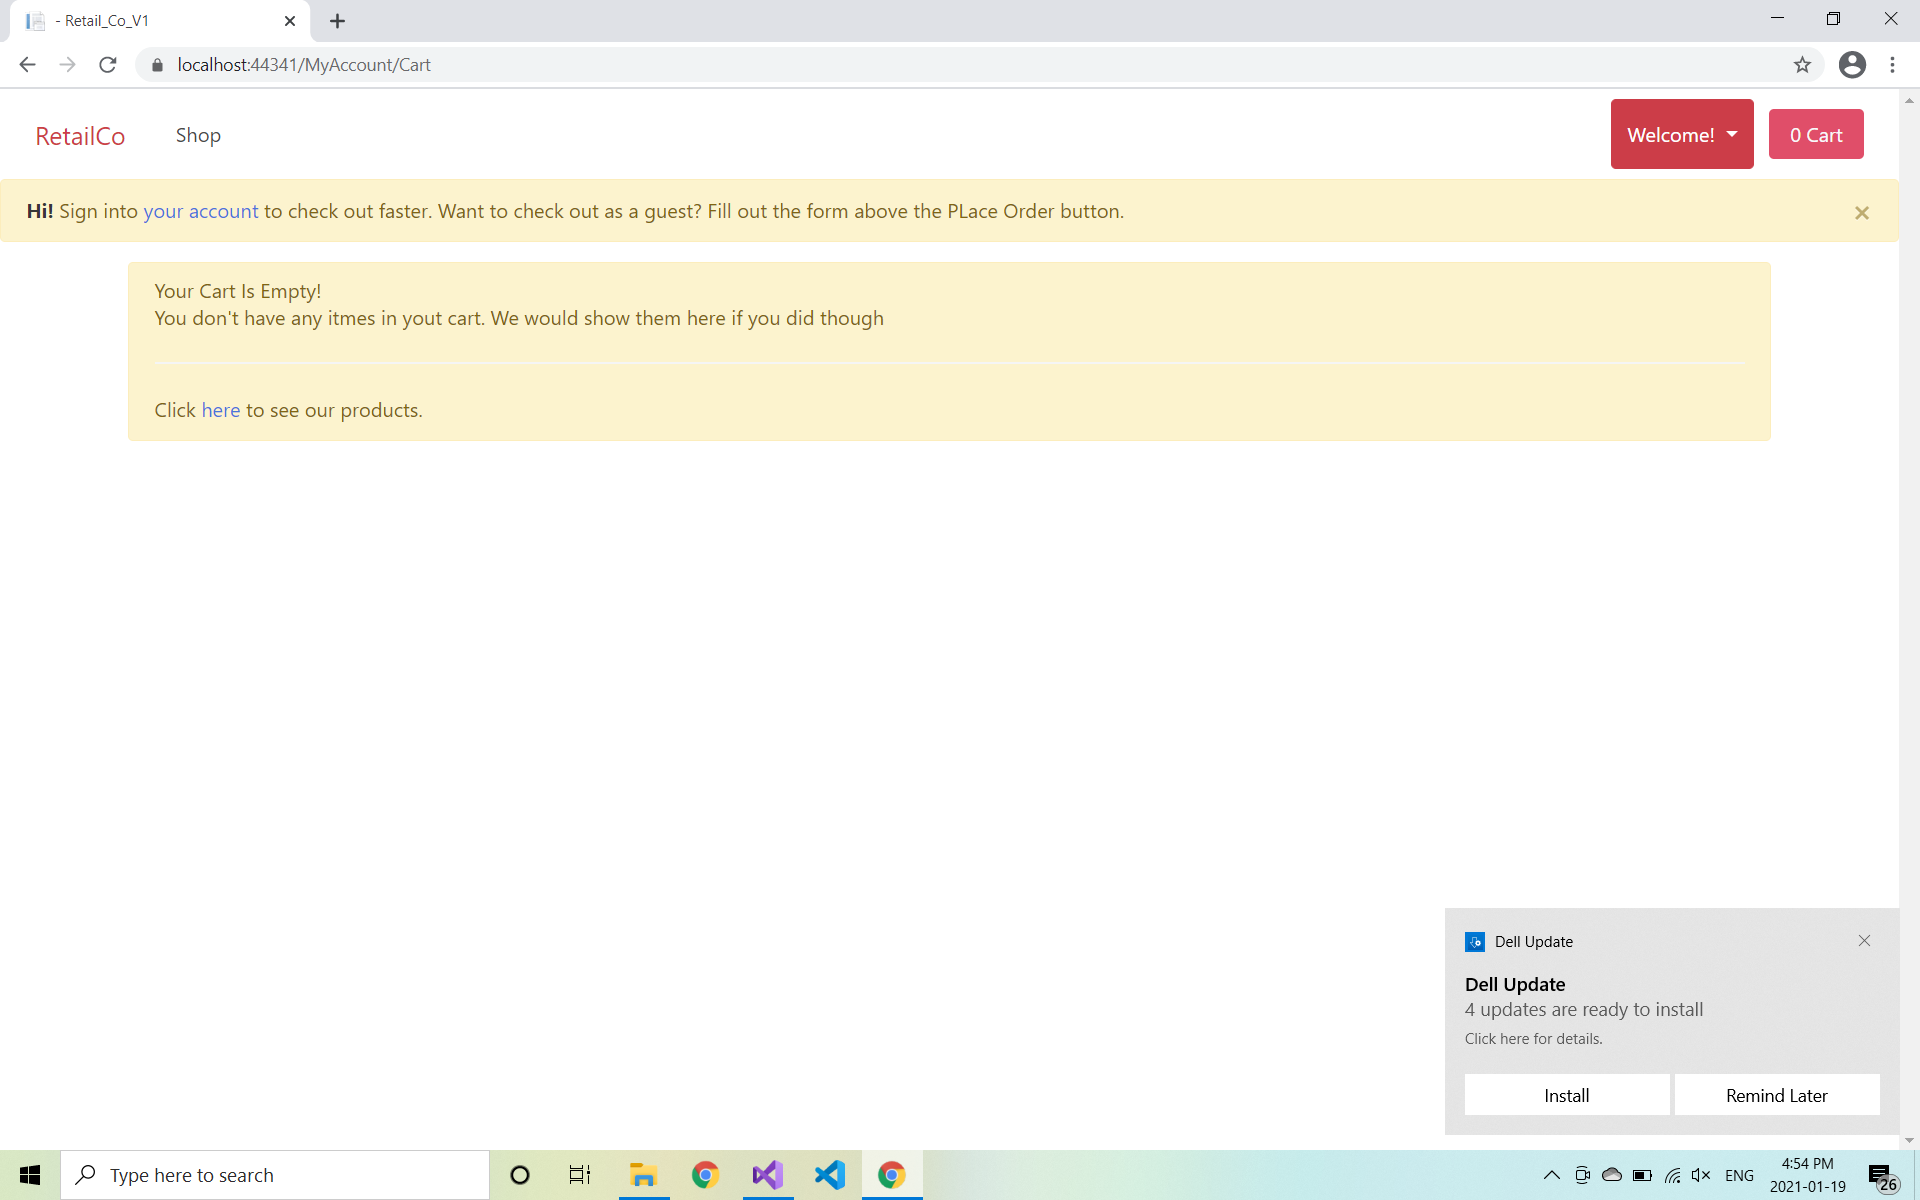 - Retail_Co_V1
localhost:44341/MyAccount/Cart
RetailCo
Shop
Welcome!
0 Cart
Hi! Sign into your account to check out faster. Want to check out as a guest? Fill out the form above the PLace Order button.
Your Cart Is Empty!
You don't have any itmes in yout cart. We would show them here if you did though
Click here to see our products.
Dell Update
Dell Update
4 updates are ready to install
Click here for details.
Install
Remind Later
Type here to search
ENG
4:54 PM
2021-01-19
26